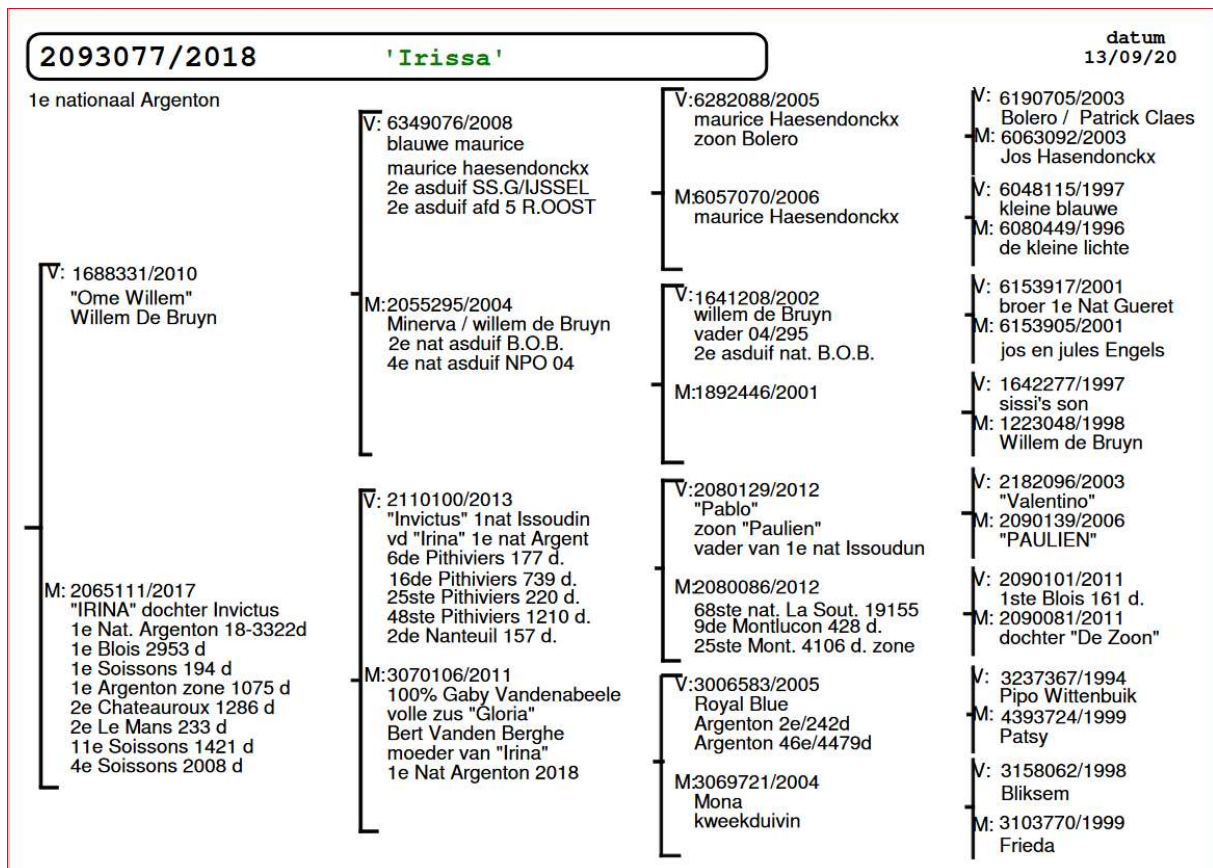 2093077/2018 'Irissa'
datum
13/09/20
1e nationaal Argenton
V: 1688331/2010
"Ome Willem"
Willem De Bruyn
M: 2065111/2017
"IRINA" dochter Invictus
1e Nat. Argenton 18-3322d
1e Blois 2953 d
1e Soissons 194 d
1e Argenton zone 1075 d
2e Chateauroux 1286 d
2e Le Mans 233 d
11e Soissons 1421 d
4e Soissons 2008 d
V: 6349076/2008
blauwe maurice
maurice haesendonckx
2e asduif SS.G/IJSSEL
2e asduif afd 5 R.OOST
M:2055295/2004
Minerva / willem de Bruyn
2e nat asduif B.O.B.
4e nat asduif NPO 04
V: 2110100/2013
"Invictus" 1nat Issoudin
vd "Irina" 1e nat Argent
6de Pithiviers 177 d.
16de Pithiviers 739 d.
25ste Pithiviers 220 d.
48ste Pithiviers 1210 d.
2de Nanteuil 157 d.
M:3070106/2011
100% Gaby Vandenabeele
volle zus "Gloria"
Bert Vanden Berghe
moeder van "Irina"
1e Nat Argenton 2018
V:6282088/2005
maurice Haesendonckx
zoon Bolero
M:6057070/2006
maurice Haesendonckx
V:1641208/2002
willem de Bruyn
vader 04/295
2e asduif nat. B.O.B.
M:1892446/2001
V:2080129/2012
"Pablo"
zoon "Paulien"
vader van 1e nat Issoudun
M:2080086/2012
68ste nat. La Sout. 19155
9de Montlucon 428 d.
25ste Mont. 4106 d. zone
V:3006583/2005
Royal Blue
Argenton 2e/242d
Argenton 46e/4479d
M:3069721/2004
Mona
kweekduivin
V: 6190705/2003
Bolero / Patrick Claes
M: 6063092/2003
Jos Hasendonckx
V: 6048115/1997
kleine blauwe
M: 6080449/1996
de kleine lichte
V: 6153917/2001
broer 1e Nat Gueret
M: 6153905/2001
jos en jules Engels
V: 1642277/1997
sissi's son
M: 1223048/1998
Willem de Bruyn
V: 2182096/2003
"Valentino"
M: 2090139/2006
"PAULIEN"
V: 2090101/2011
1ste Blois 161 d.
M: 2090081/2011
dochter "De Zoon"
V: 3237367/1994
Pipo Wittenbuik
M: 4393724/1999
Patsy
V: 3158062/1998
Bliksem
M: 3103770/1999
Frieda